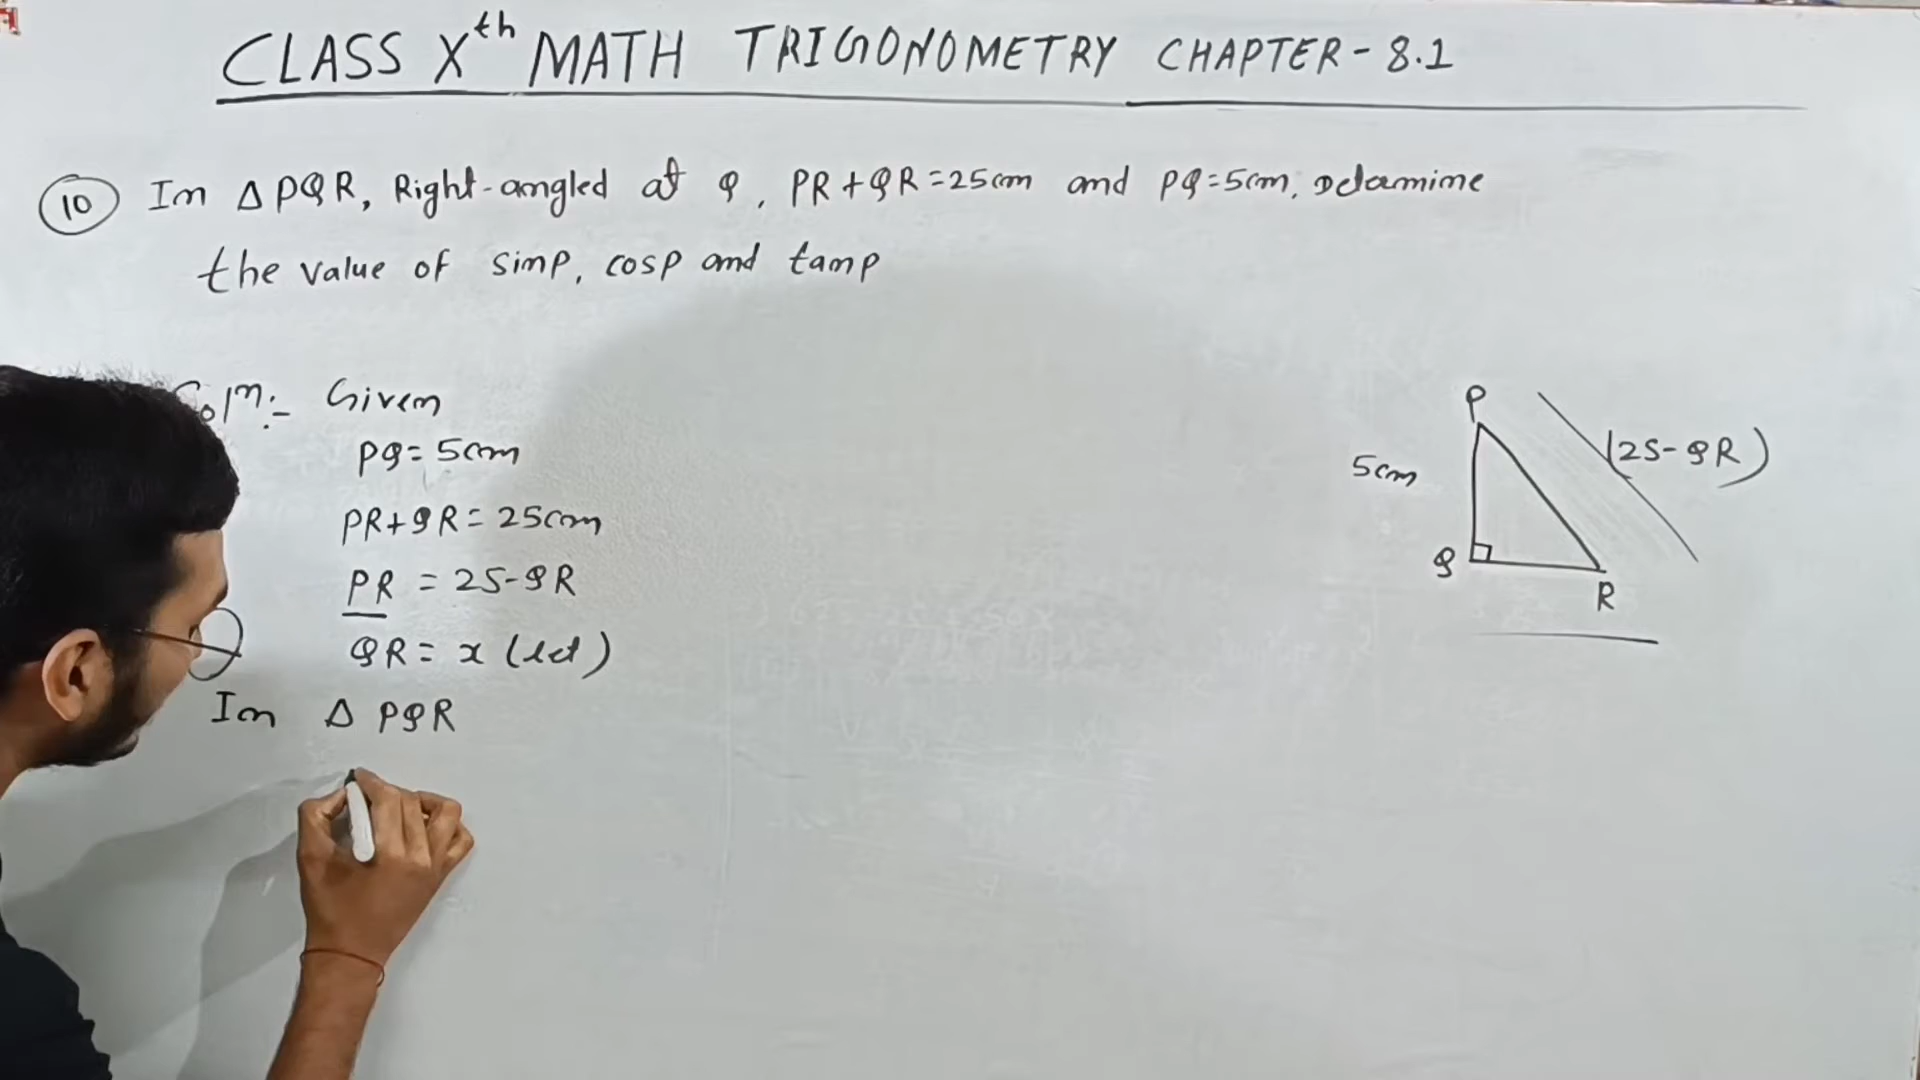 CLASS Xth MATH TRIGONOMETRY CHAPTER - 8.1
10 In Δ PQR, Right-angled at Q, PR + QR = 25cm and PQ = 5cm. Determine
the value of sinp, cosp and tanp
Soln:- Given
PQ = 5cm
PR + QR = 25cm
PR = 25 - QR
QR = x (let)
In Δ PQR
P
5cm
(25 - QR)
Q
R